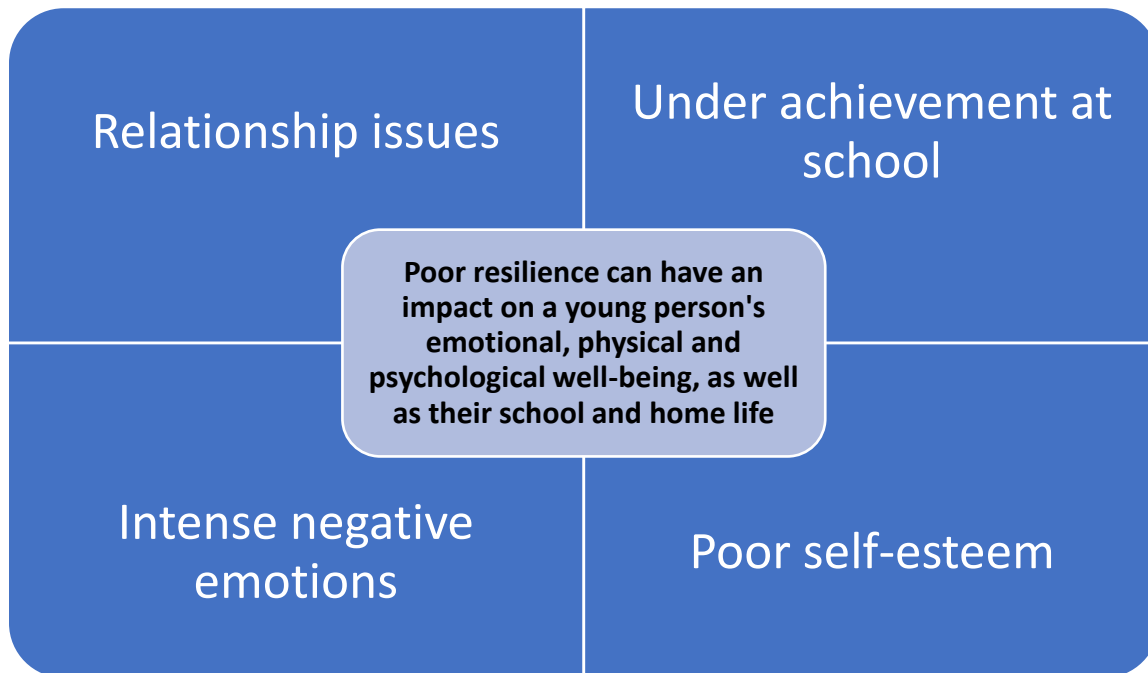 Relationship issues
Under achievement at
school
Poor resilience can have an
impact on a young person's
emotional, physical and
psychological well-being, as well
as their school and home life
Intense negative
emotions
Poor self-esteem